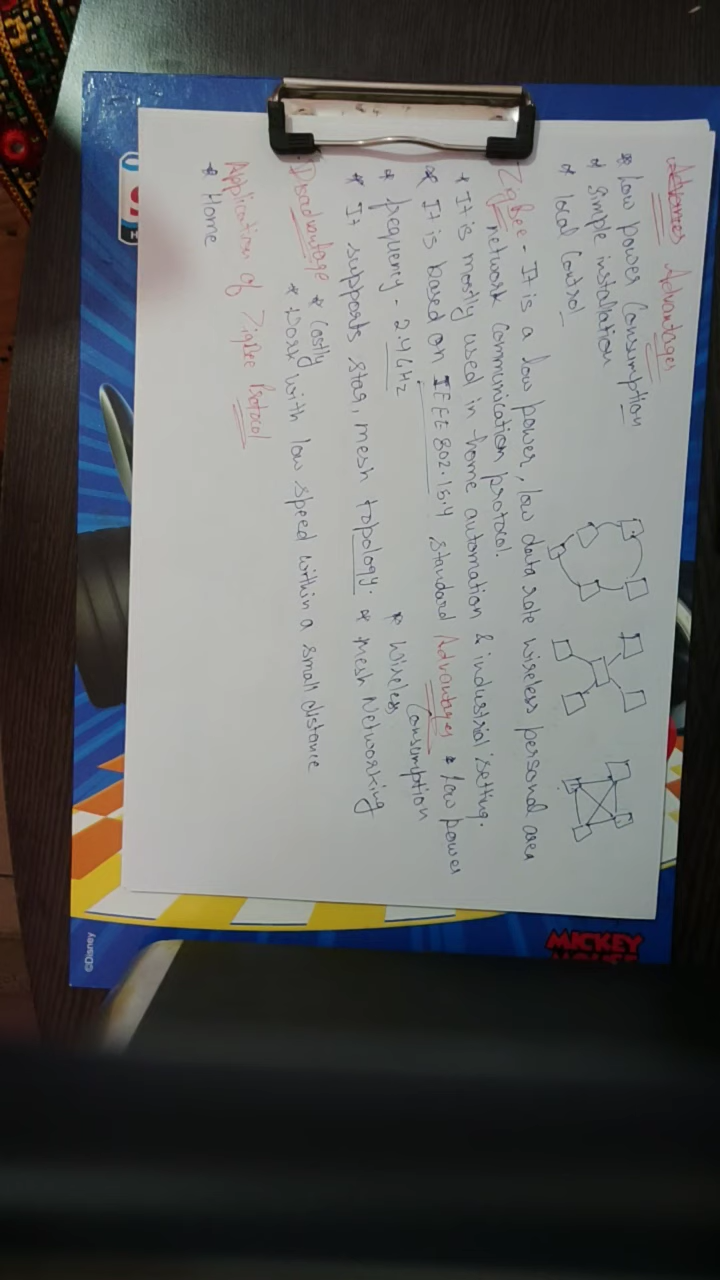 Advantages
* Low power Consumption
* Simple installation
* local Control
ZigBee - It is a low power, low data rate wireless personal area
network communication protocol.
* It is mostly used in home automation & industrial setting.
* It is based on IEEE 802.15.4 standard Advantages * low power
Consumption
* frequency - 2.4 GHz * Wireless
* It supports star, mesh topology. * Mesh Networking
Disadvantage * Costly
* Work with low speed within a small distance
Application of ZigBee Protocol
* Home
MICKEY
©Disney